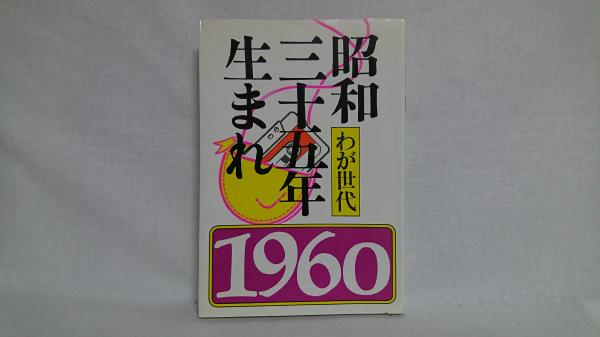 昭和
三十五年
生まれ
わが世代
1960